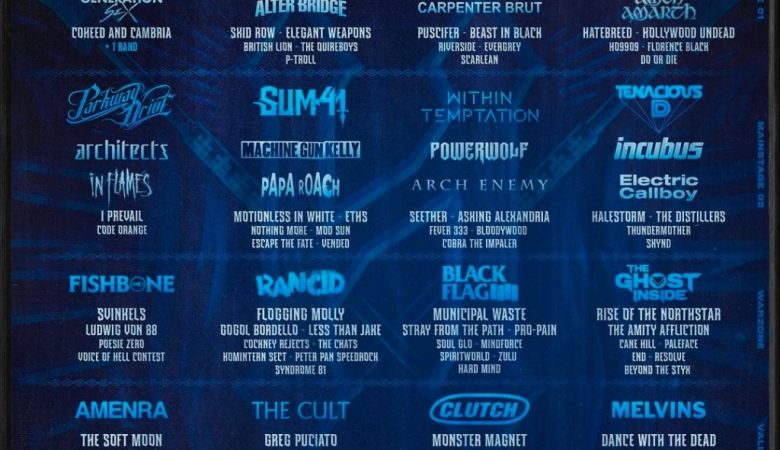 GENERATION
SEX
COHEED AND CAMBRIA
+ 1 BAND
ALTER BRIDGE
SKID ROW - ELEGANT WEAPONS
BRITISH LION - THE QUIREBOYS
P-TROLL
CARPENTER BRUT
PUSCIFER - BEAST IN BLACK
RIVERSIDE - EVERGREY
SCARLEAN
AMON
AMARTH
HATEBREED - HOLLYWOOD UNDEAD
HO99O9 - FLORENCE BLACK
DO OR DIE
Parkway Drive
architects
IN FLAMES
I PREVAIL
CODE ORANGE
SUM 41
MACHINE GUN KELLY
PAPA ROACH
MOTIONLESS IN WHITE - ETHS
NOTHING MORE - MOD SUN
ESCAPE THE FATE - VENDED
WITHIN
TEMPTATION
POWERWOLF
ARCH ENEMY
SEETHER - ASKING ALEXANDRIA
FEVER 333 - BLOODYWOOD
COBRA THE IMPALER
TENACIOUS
D
incubus
Electric
Callboy
HALESTORM - THE DISTILLERS
THUNDERMOTHER
SKYND
MAINSTAGE 02
FISHBONE
SVINKELS
LUDWIG VON 88
POESIE ZERO
VOICE OF HELL CONTEST
RANCID
FLOGGING MOLLY
GOGOL BORDELLO - LESS THAN JAKE
COCKNEY REJECTS - THE CHATS
KOMINTERN SECT - PETER PAN SPEEDROCK
SYNDROME 81
BLACK
FLAG
MUNICIPAL WASTE
STRAY FROM THE PATH - PRO-PAIN
SOUL GLO - MINDFORCE
SPIRITWORLD - ZULU
HARD MIND
THE
GHOST
INSIDE
RISE OF THE NORTHSTAR
THE AMITY AFFLICTION
CANE HILL - PALEFACE
END - RESOLVE
BEYOND THE STYX
WARZONE
AMENRA
THE SOFT MOON
THE CULT
GREG PUCIATO
CLUTCH
MONSTER MAGNET
MELVINS
DANCE WITH THE DEAD